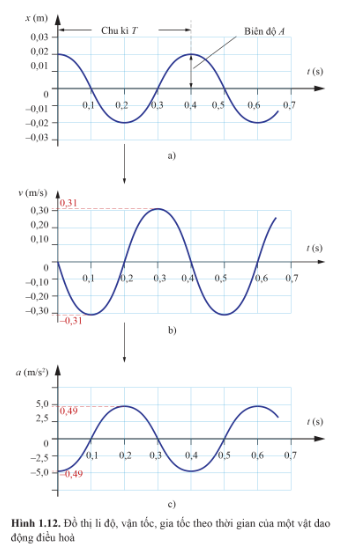 x (m)
Chu kì T
Biên độ A
0,03
0,02
0,01
0
−0,01
−0,02
−0,03
0,1 0,2 0,3 0,4 0,5 0,6 0,7
t (s)
a)
v (m/s)
0,31
0,30
0,20
0,10
0
−0,10
−0,20
−0,30
−0,31
0,1 0,2 0,3 0,4 0,5 0,6 0,7
t (s)
b)
a (m/s²)
5,0
0,49
2,5
0
−2,5
−5,0
−0,49
0,1 0,2 0,3 0,4 0,5 0,6 0,7
t (s)
c)
Hình 1.12. Đồ thị li độ, vận tốc, gia tốc theo thời gian của một vật dao
động điều hoà